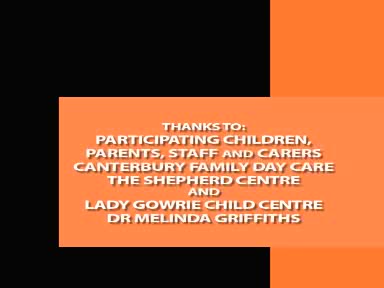 THANKS TO:
PARTICIPATING CHILDREN,
PARENTS, STAFF AND CARERS
CANTERBURY FAMILY DAY CARE
THE SHEPHERD CENTRE
AND
LADY GOWRIE CHILD CENTRE
DR MELINDA GRIFFITHS